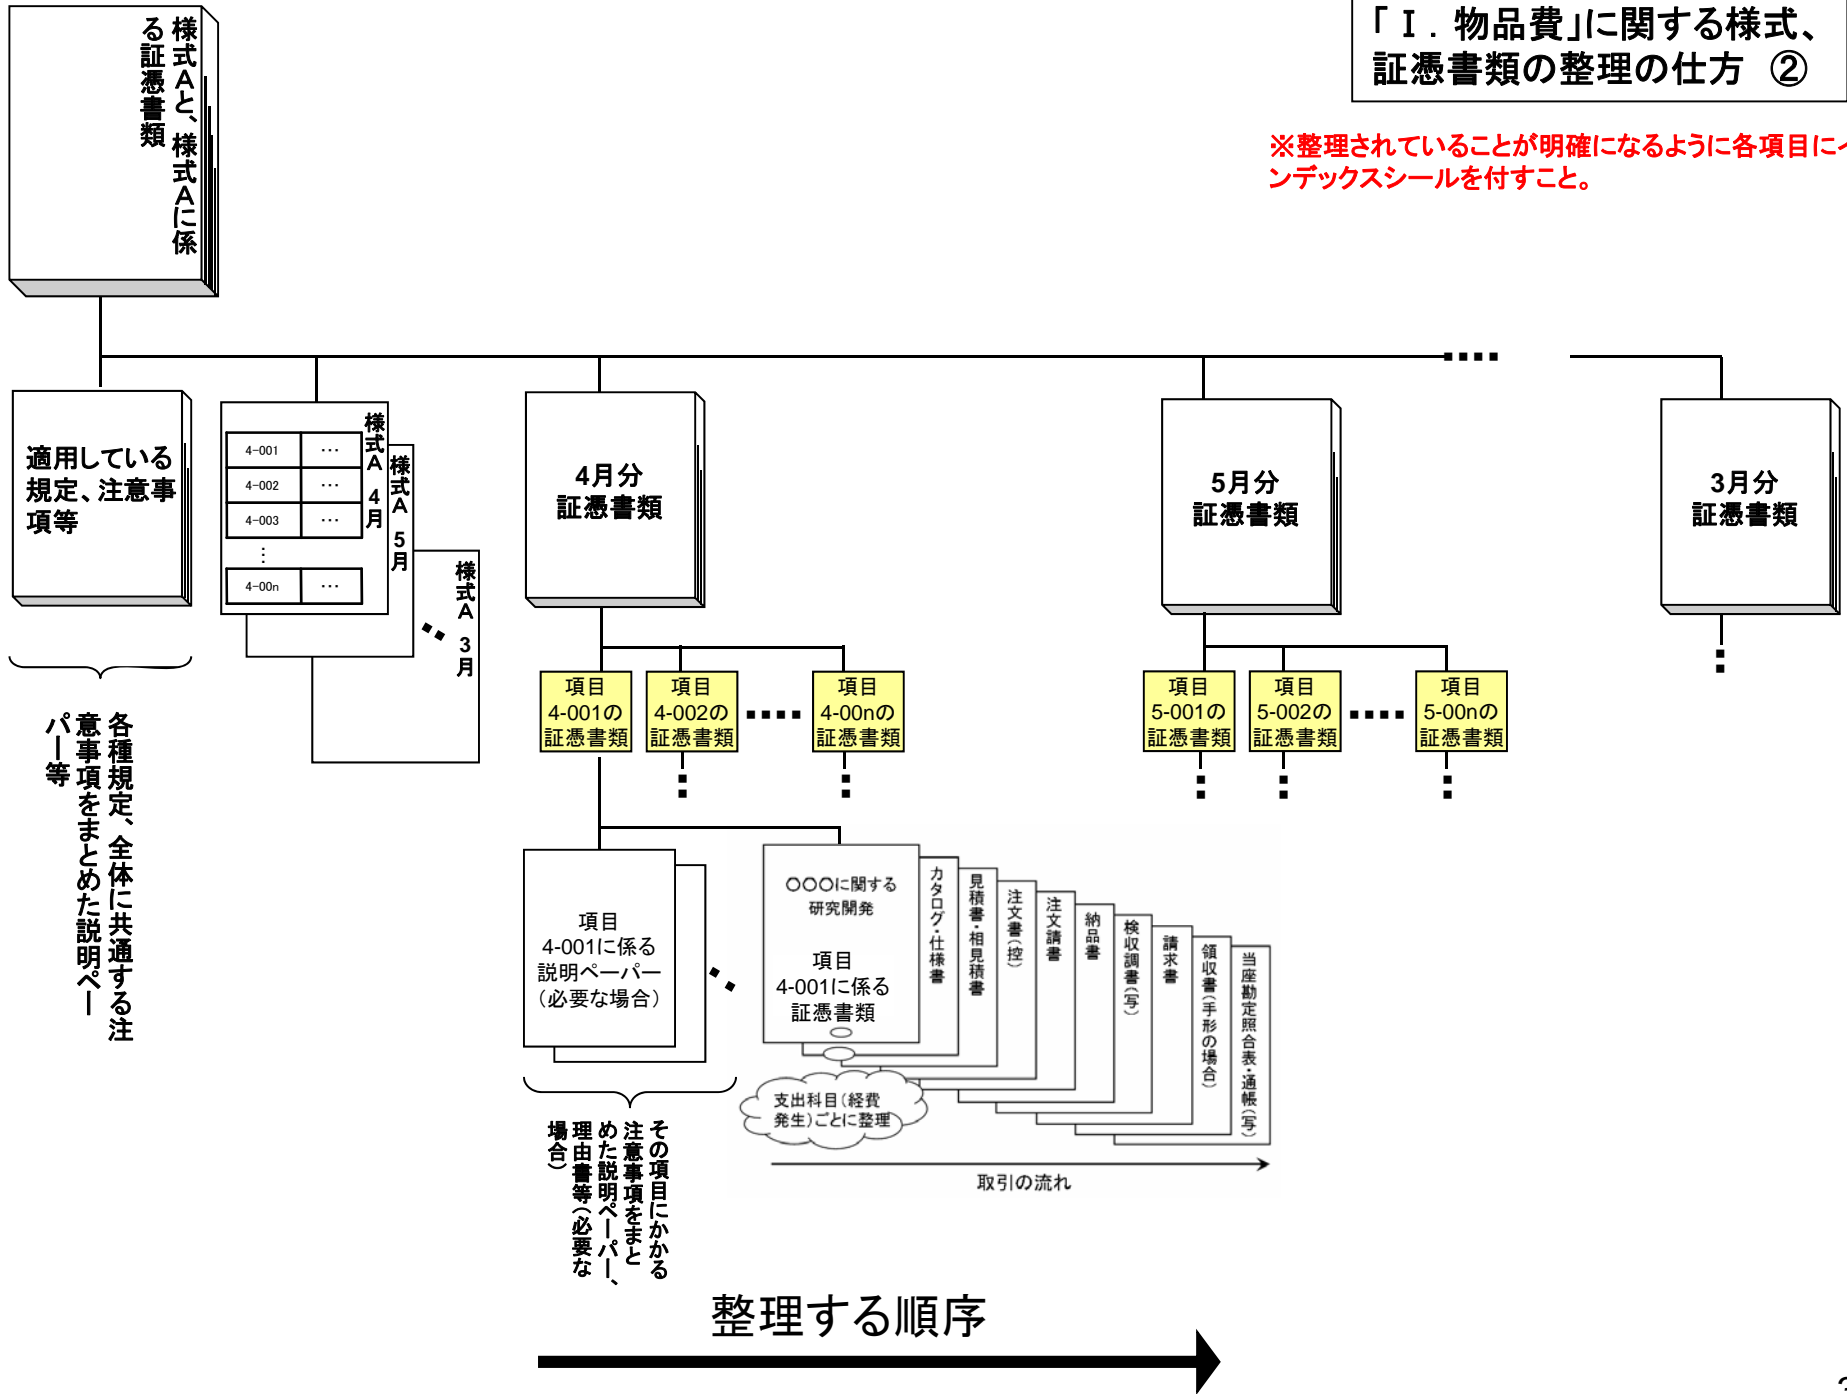 「Ⅰ．物品費」に関する様式、
証憑書類の整理の仕方　②
※整理されていることが明確になるように各項目にイ
ンデックスシールを付すこと。
様式Aと、様式Aに係
る証憑書類
適用している
規定、注意事
項等
様式A　4月
4-001 …
4-002 …
4-003 …
⋮
4-00n …
様式A　5月
様式A　3月
4月分
証憑書類
5月分
証憑書類
3月分
証憑書類
項目
4-001の
証憑書類
項目
4-002の
証憑書類
項目
4-00nの
証憑書類
項目
5-001の
証憑書類
項目
5-002の
証憑書類
項目
5-00nの
証憑書類
各種規定、全体に共通する注
意事項をまとめた説明ペー
パー等
項目
4-001に係る
説明ペーパー
（必要な場合）
〇〇〇に関する
研究開発
項目
4-001に係る
証憑書類
カタログ・仕様書
見積書・相見積書
注文書（控）
注文請書
納品書
検収調書（写）
請求書
領収書（手形の場合）
当座勘定照合表・通帳（写）
支出科目（経費
発生）ごとに整理
取引の流れ
その項目にかかる
注意事項をまと
めた説明ペーパー、
理由書等（必要な
場合）
整理する順序